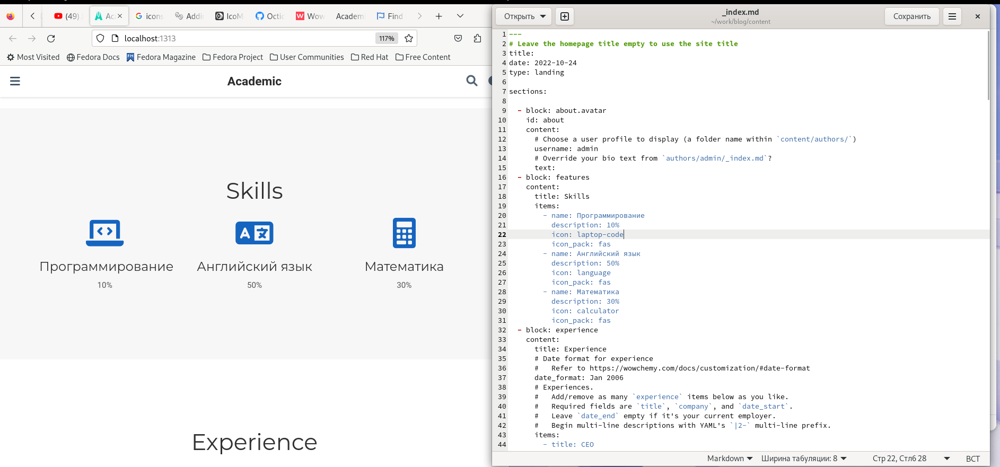 (49)
Ac
icons
Addi
IcoM
Octic
Wow
Academ
Find
localhost:1313
117%
Most Visited
Fedora Docs
Fedora Magazine
Fedora Project
User Communities
Red Hat
Free Content
Academic
Skills
Программирование
Английский язык
Математика
10%
50%
30%
Experience
Открыть
_index.md
~/work/blog/content
Сохранить
1 ---
2 # Leave the homepage title empty to use the site title
3 title:
4 date: 2022-10-24
5 type: landing
6
7 sections:
8
9 - block: about.avatar
10 id: about
11 content:
12 # Choose a user profile to display (a folder name within `content/authors/`)
13 username: admin
14 # Override your bio text from `authors/admin/_index.md`?
15 text:
16 - block: features
17 content:
18 title: Skills
19 items:
20 - name: Программирование
21 description: 10%
22 icon: laptop-code
23 icon_pack: fas
24 - name: Английский язык
25 description: 50%
26 icon: language
27 icon_pack: fas
28 - name: Математика
29 description: 30%
30 icon: calculator
31 icon_pack: fas
32 - block: experience
33 content:
34 title: Experience
35 # Date format for experience
36 #   Refer to https://wowchemy.com/docs/customization/#date-format
37 date_format: Jan 2006
38 # Experiences.
39 #   Add/remove as many `experience` items below as you like.
40 #   Required fields are `title`, `company`, and `date_start`.
41 #   Leave `date_end` empty if it's your current employer.
42 #   Begin multi-line descriptions with YAML's `|2-` multi-line prefix.
43 items:
44 - title: CEO
Markdown
Ширина табуляции: 8
Стр 22, Стлб 28
ВСТ